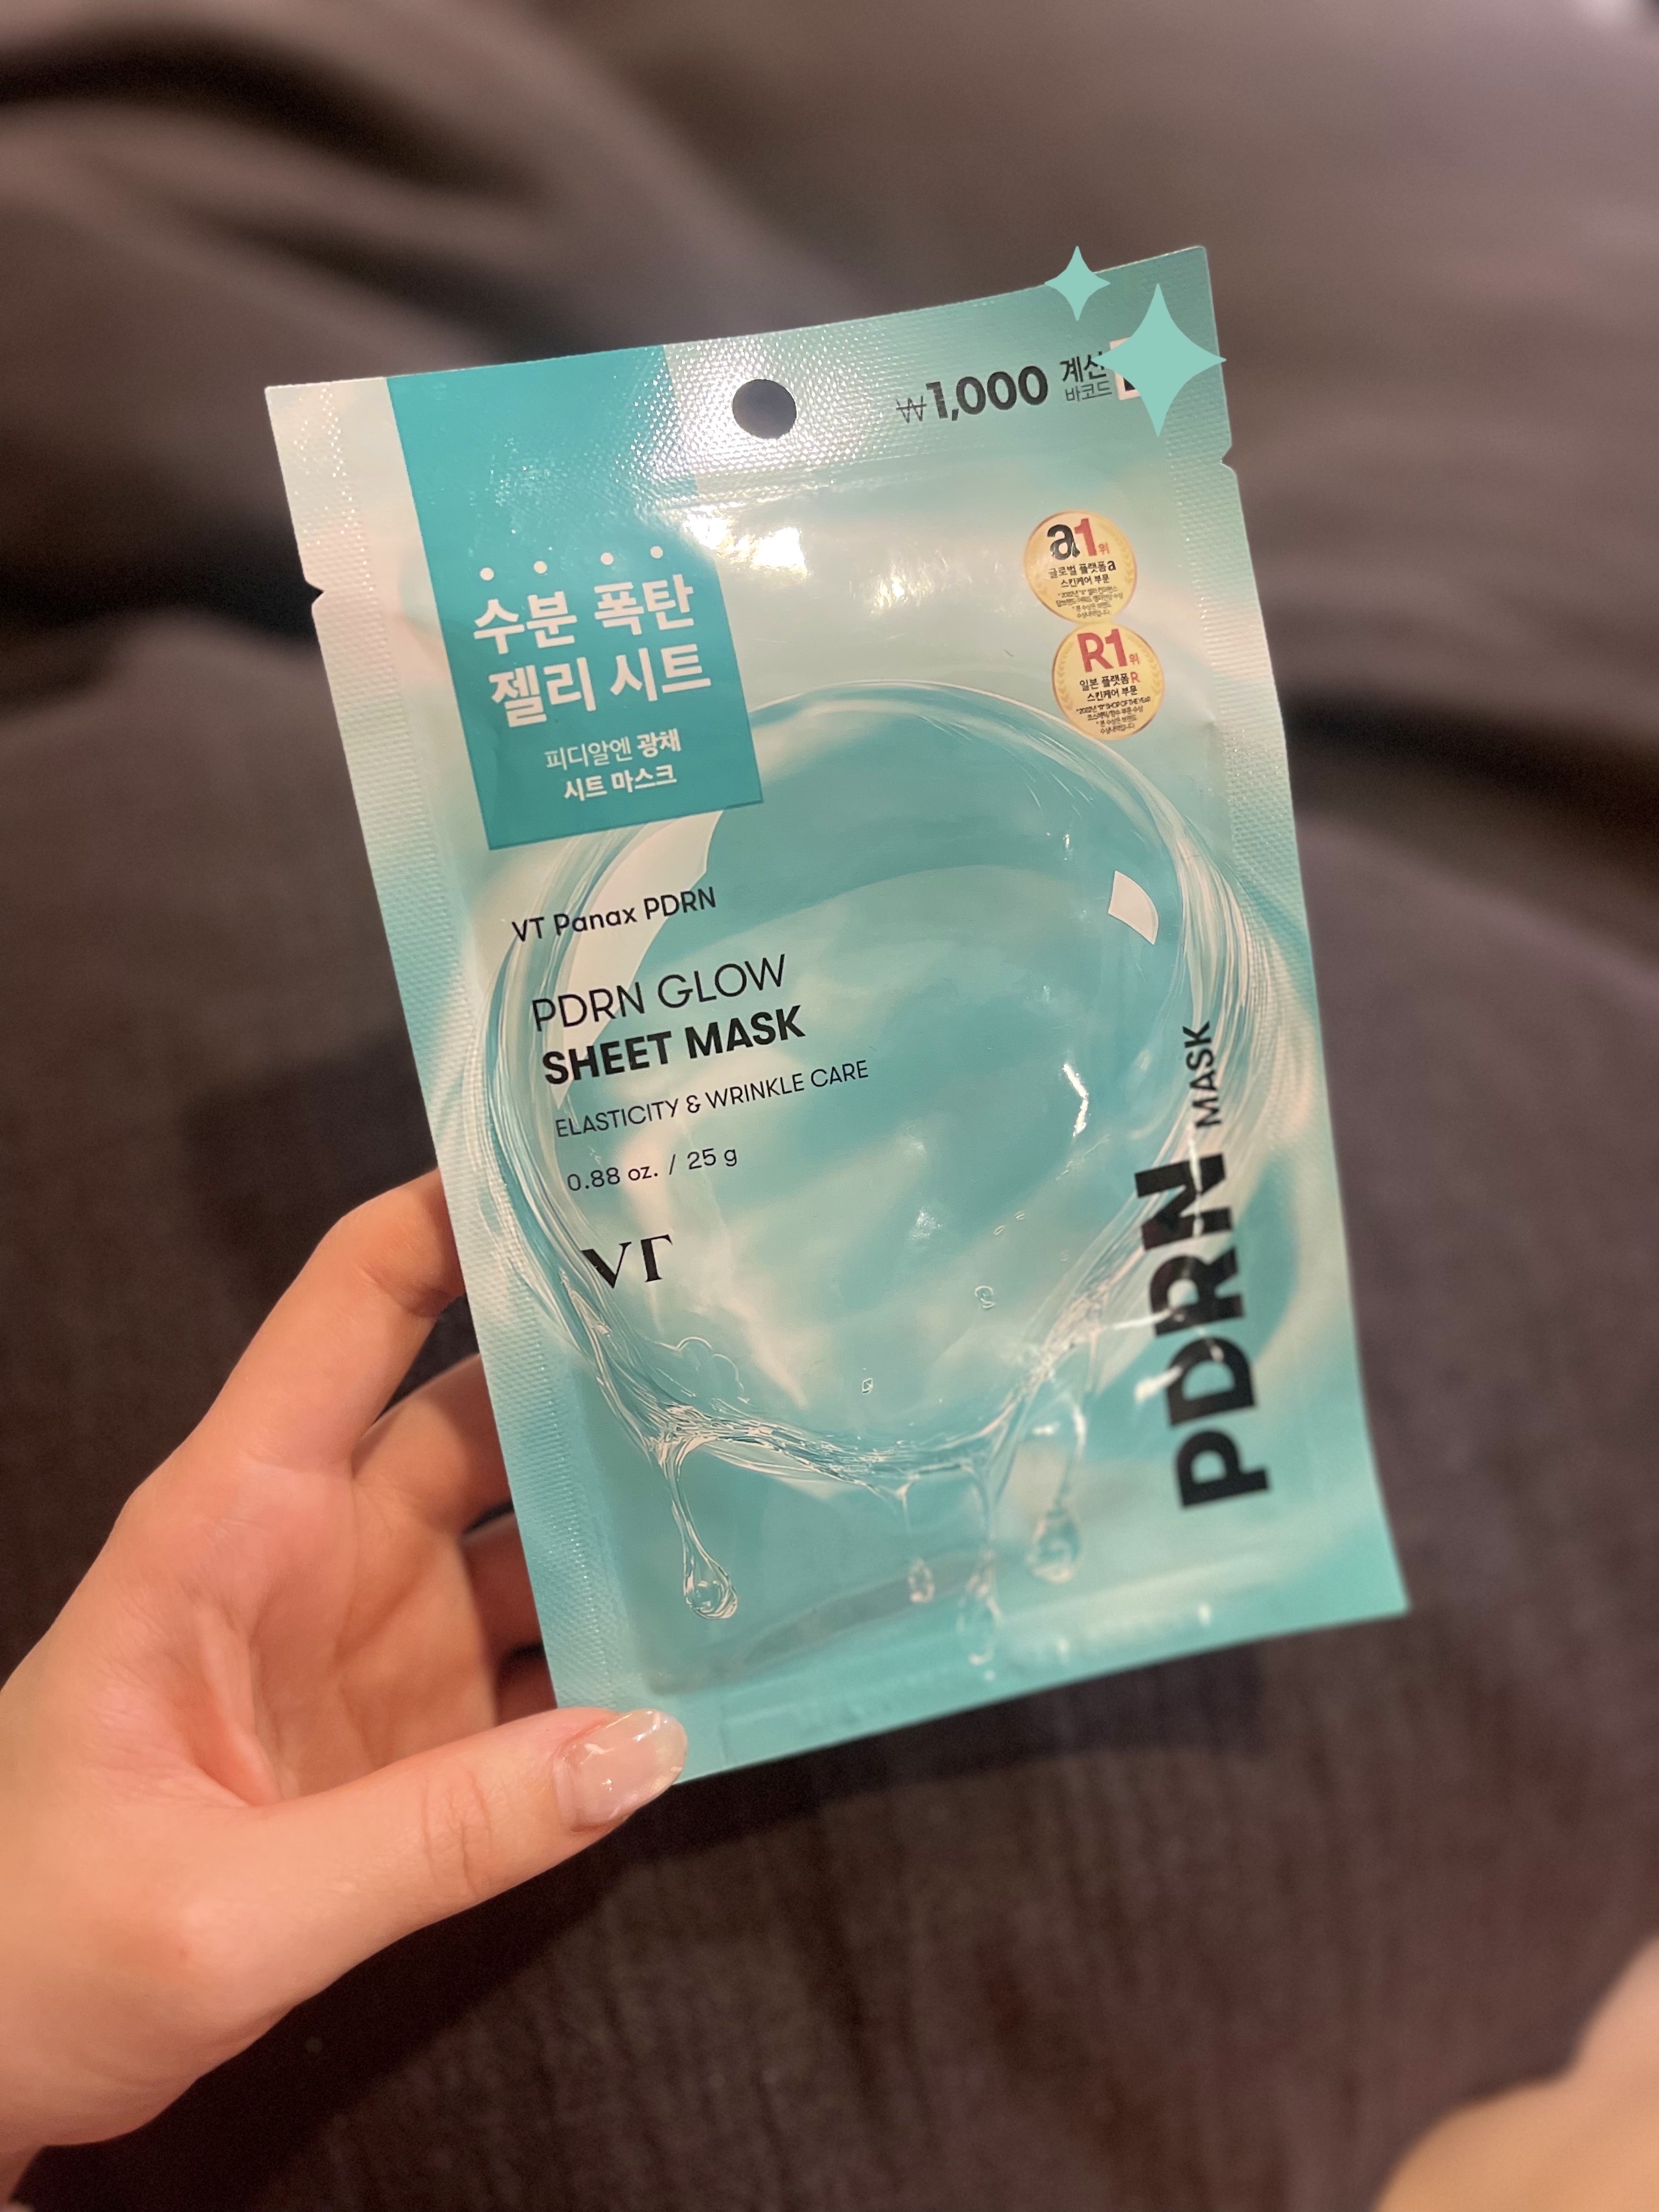 ₩1,000 계산
바코드
수분 폭탄
젤리 시트
피디알엔 광채
시트 마스크
a1위
글로벌 플랫폼a
스킨케어 부문
R1위
일본 플랫폼R
스킨케어 부문
VT Panax PDRN
PDRN GLOW
SHEET MASK
ELASTICITY & WRINKLE CARE
0.88 oz. / 25 g
VT
PDRN MASK